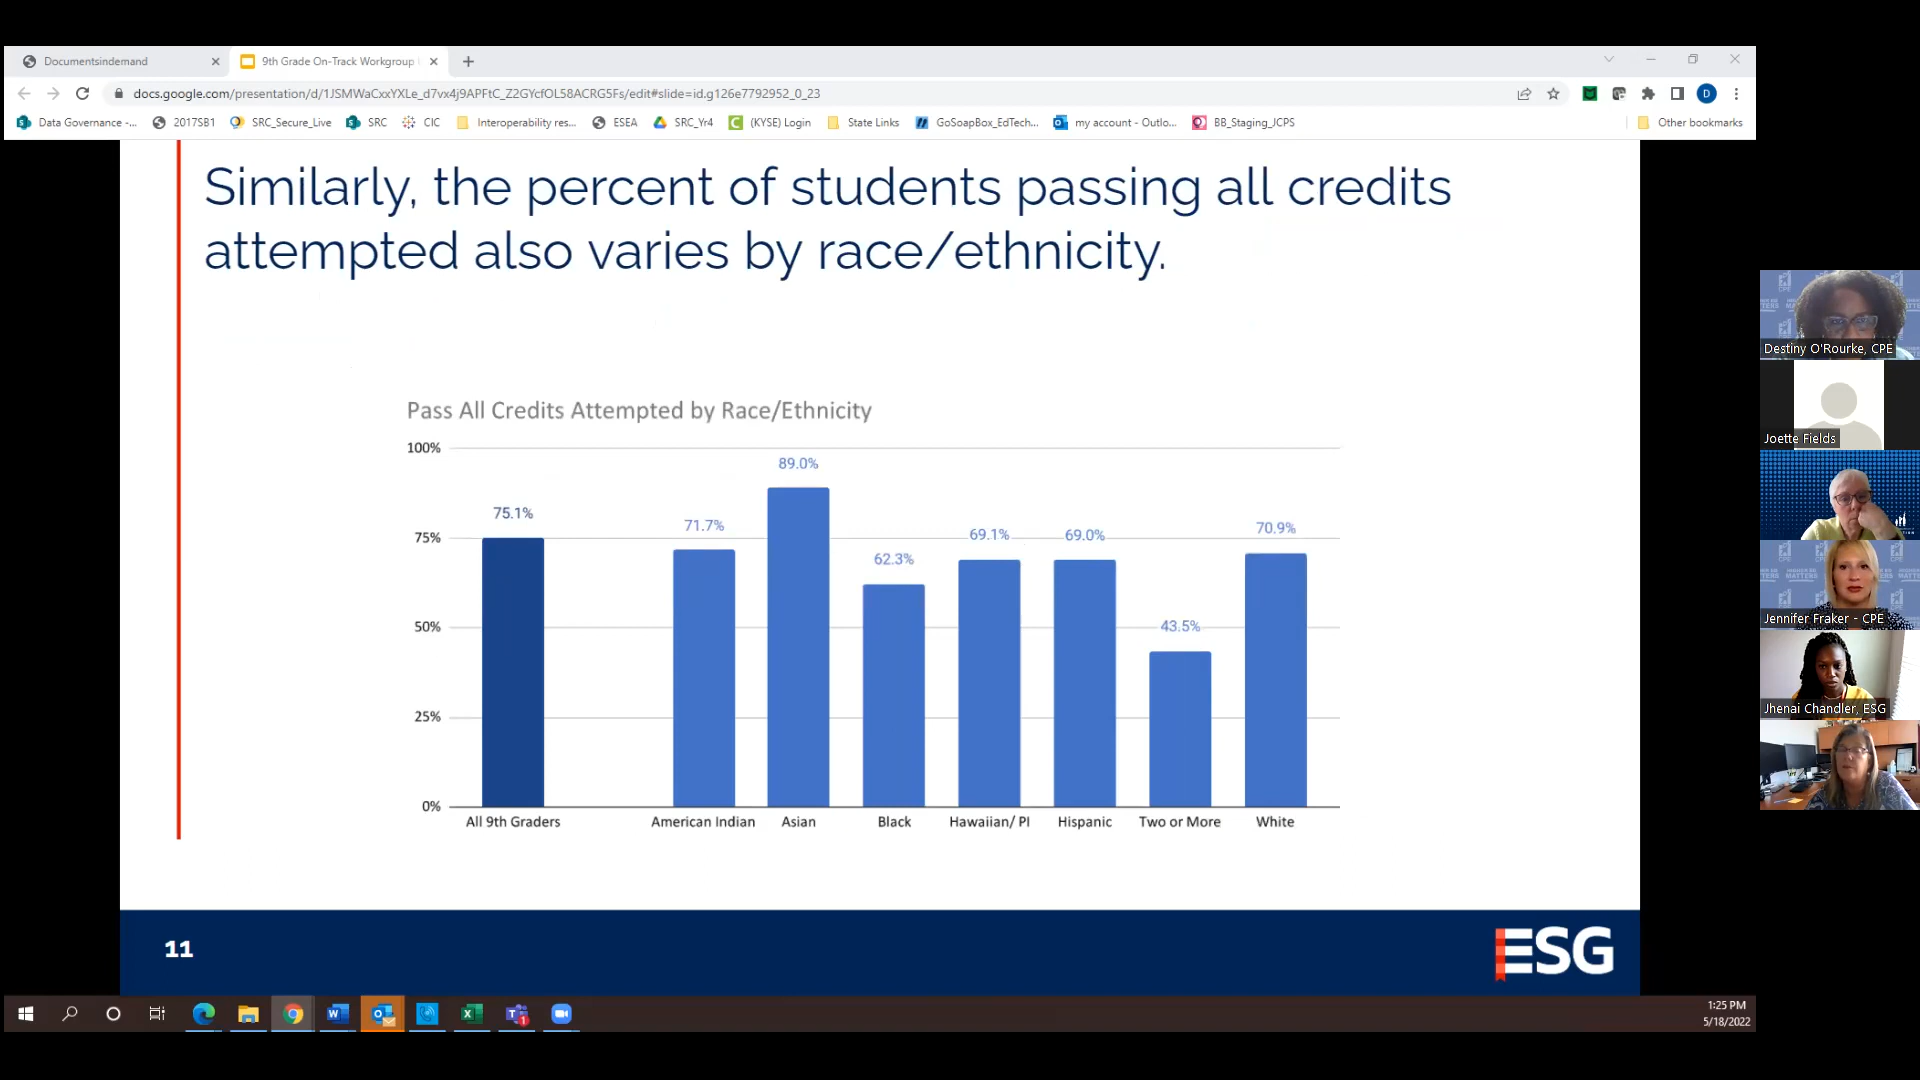 Documentsindemand
9th Grade On-Track Workgroup
docs.google.com/presentation/d/1JSMWaCxxYXLe_d7vx4j9APFtC_Z2GYcfOL58ACRG5Fs/edit#slide=id.g126e7792952_0_23
D
Data Governance -... 2017SB1 SRC_Secure_Live SRC CIC Interoperability res... ESEA SRC_Yr4 (KYSE) Login State Links GoSoapBox_EdTech... my account - Outlo... BB_Staging_JCPS Other bookmarks
Similarly, the percent of students passing all credits
attempted also varies by race/ethnicity.
Pass All Credits Attempted by Race/Ethnicity
100%
75%
50%
25%
0%
75.1% 71.7% 89.0% 62.3% 69.1% 69.0% 43.5% 70.9%
All 9th Graders American Indian Asian Black Hawaiian/ PI Hispanic Two or More White
11
ESG
Destiny O'Rourke, CPE
Joette Fields
MATTERS
Jennifer Fraker - CPE
Jhenai Chandler, ESG
1:25 PM
5/18/2022